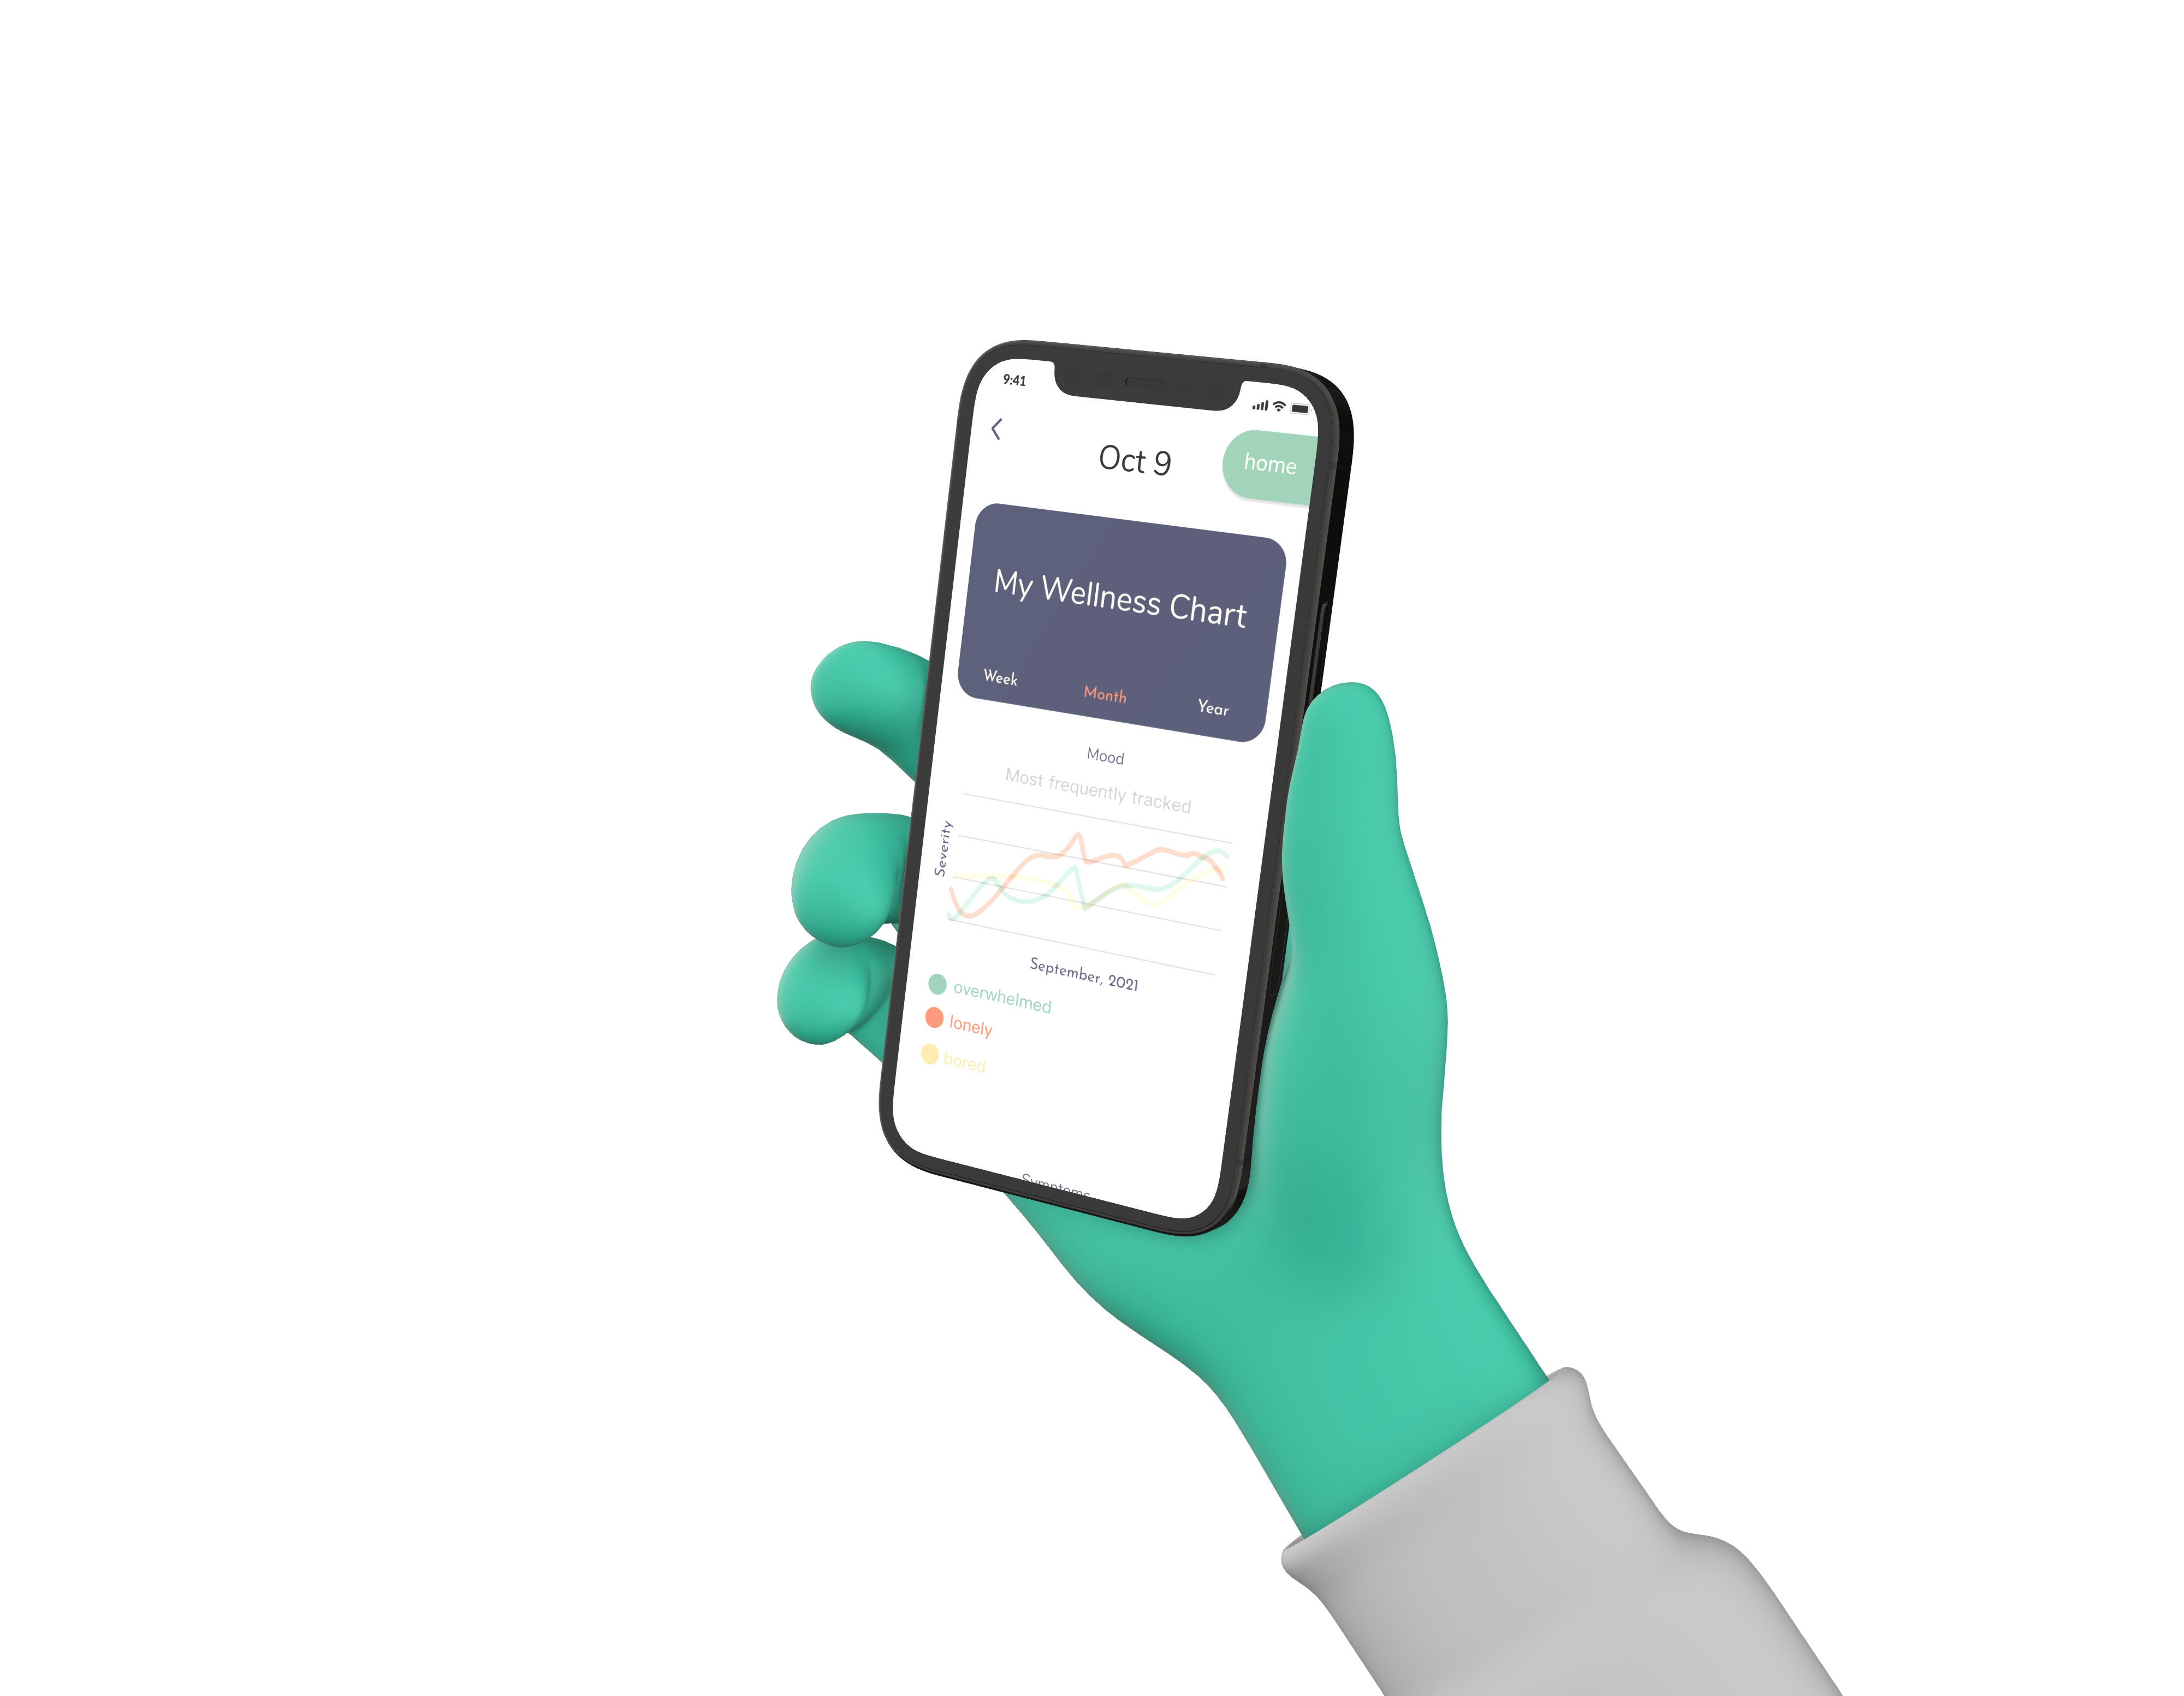 9:41
Oct 9
home
My Wellness Chart
Week Month Year
Mood
Most frequently tracked
Severity
September, 2021
overwhelmed
lonely
bored
Symptoms